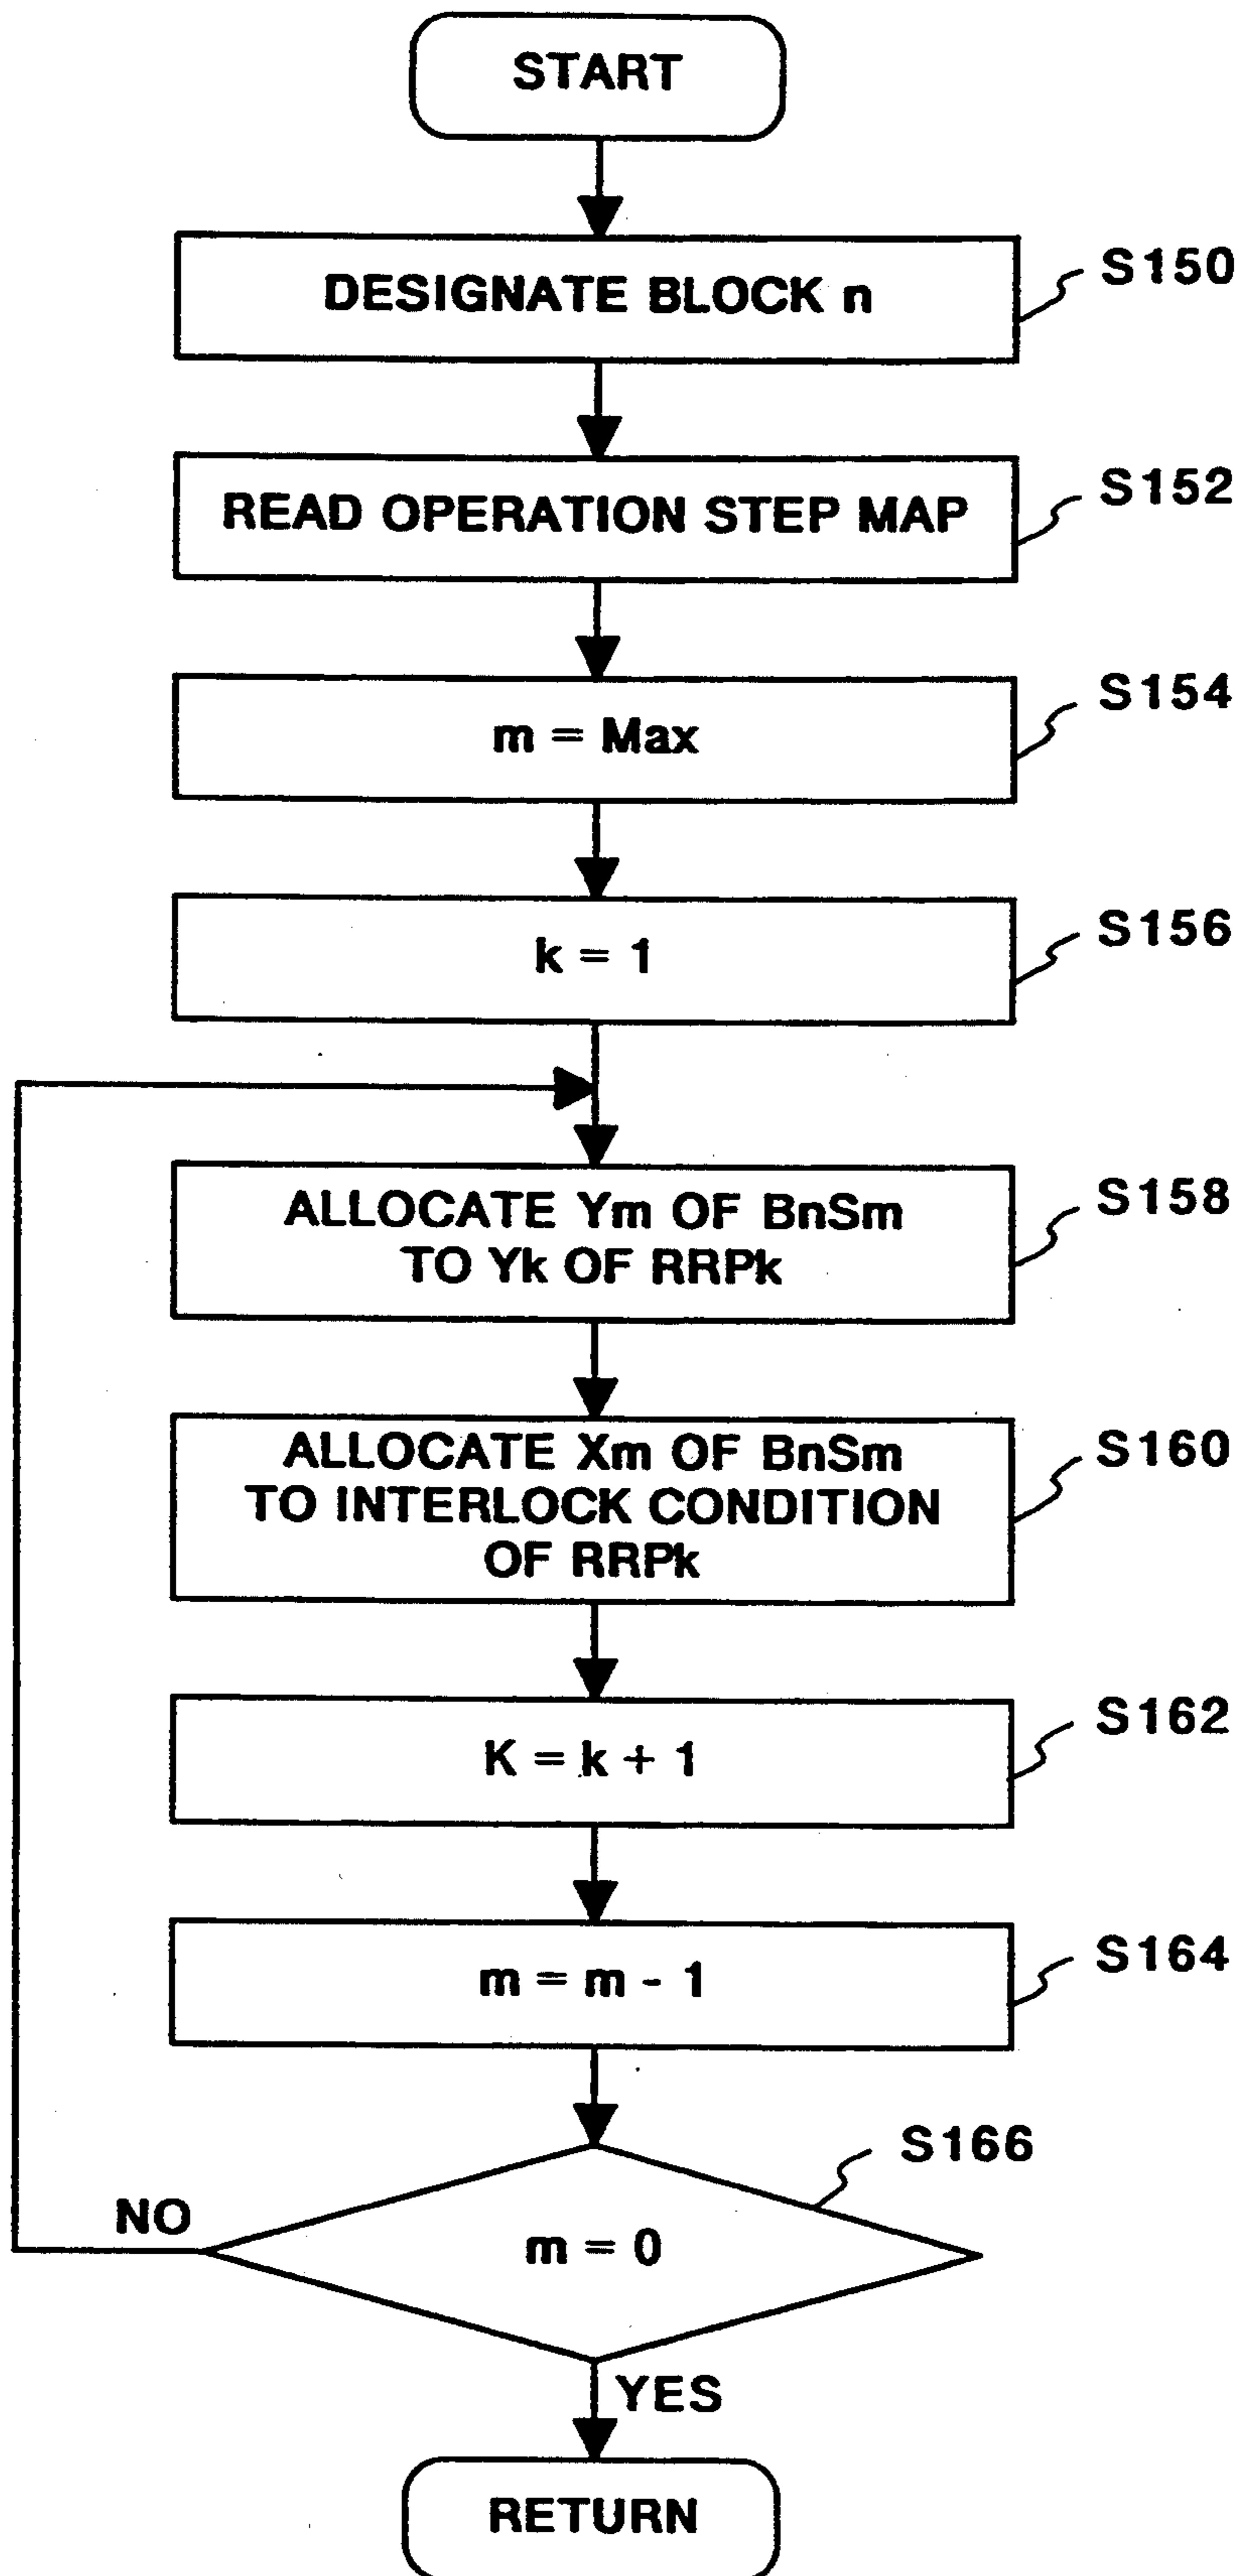 START
DESIGNATE BLOCK n
S150
READ OPERATION STEP MAP
S152
m = Max
S154
k = 1
S156
ALLOCATE Ym OF BnSm
TO Yk OF RRPk
S158
ALLOCATE Xm OF BnSm
TO INTERLOCK CONDITION
OF RRPk
S160
K = k + 1
S162
m = m - 1
S164
S166
NO
m = 0
YES
RETURN